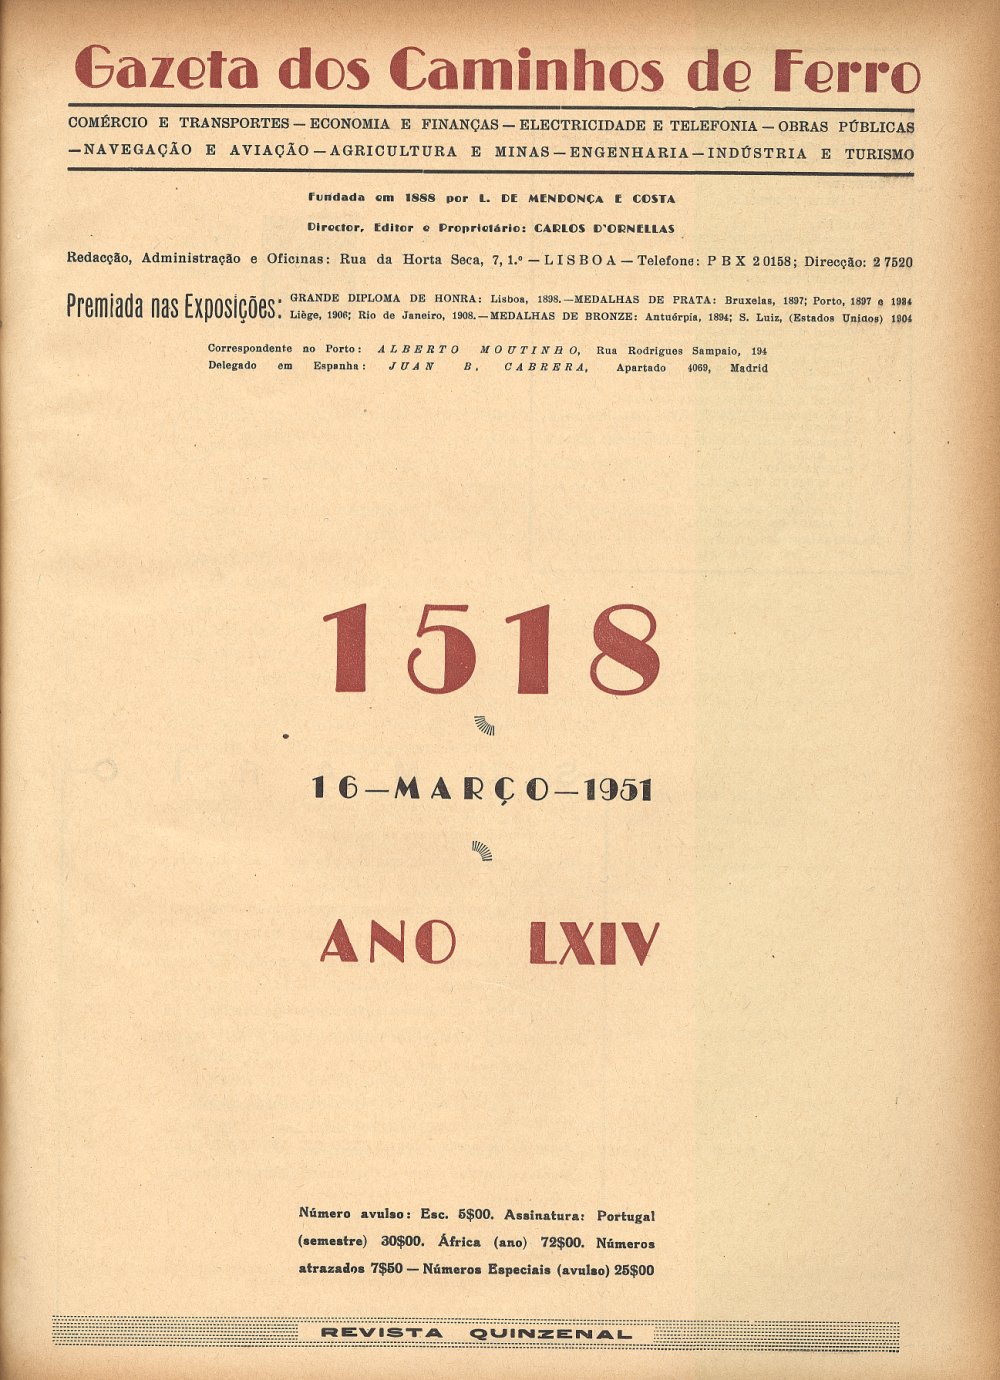 Gazeta dos Caminhos de Ferro
COMÉRCIO E TRANSPORTES — ECONOMIA E FINANÇAS — ELECTRICIDADE E TELEFONIA — OBRAS PÚBLICAS
— NAVEGAÇÃO E AVIAÇÃO — AGRICULTURA E MINAS — ENGENHARIA — INDÚSTRIA E TURISMO
Fundada em 1888 por L. DE MENDONÇA E COSTA
Director, Editor e Proprietário: CARLOS D'ORNELLAS
Redacção, Administração e Oficinas: Rua da Horta Seca, 7, 1.º — LISBOA — Telefone: PBX 20158; Direcção: 27520
Premiada nas Exposições:
GRANDE DIPLOMA DE HONRA: Lisboa, 1898. — MEDALHAS DE PRATA: Bruxelas, 1897; Porto, 1897 e 1934
Liège, 1906; Rio de Janeiro, 1908. — MEDALHAS DE BRONZE: Antuérpia, 1894; S. Luiz, (Estados Unidos) 1904
Correspondente no Porto: ALBERTO MOUTINHO, Rua Rodrigues Sampaio, 194
Delegado em Espanha: JUAN B. CABRERA, Apartado 4069, Madrid
1518
16 — MARÇO — 1951
ANO LXIV
Número avulso: Esc. 5$00. Assinatura: Portugal
(semestre) 30$00. África (ano) 72$00. Números
atrazados 7$50 — Números Especiais (avulso) 25$00
REVISTA QUINZENAL